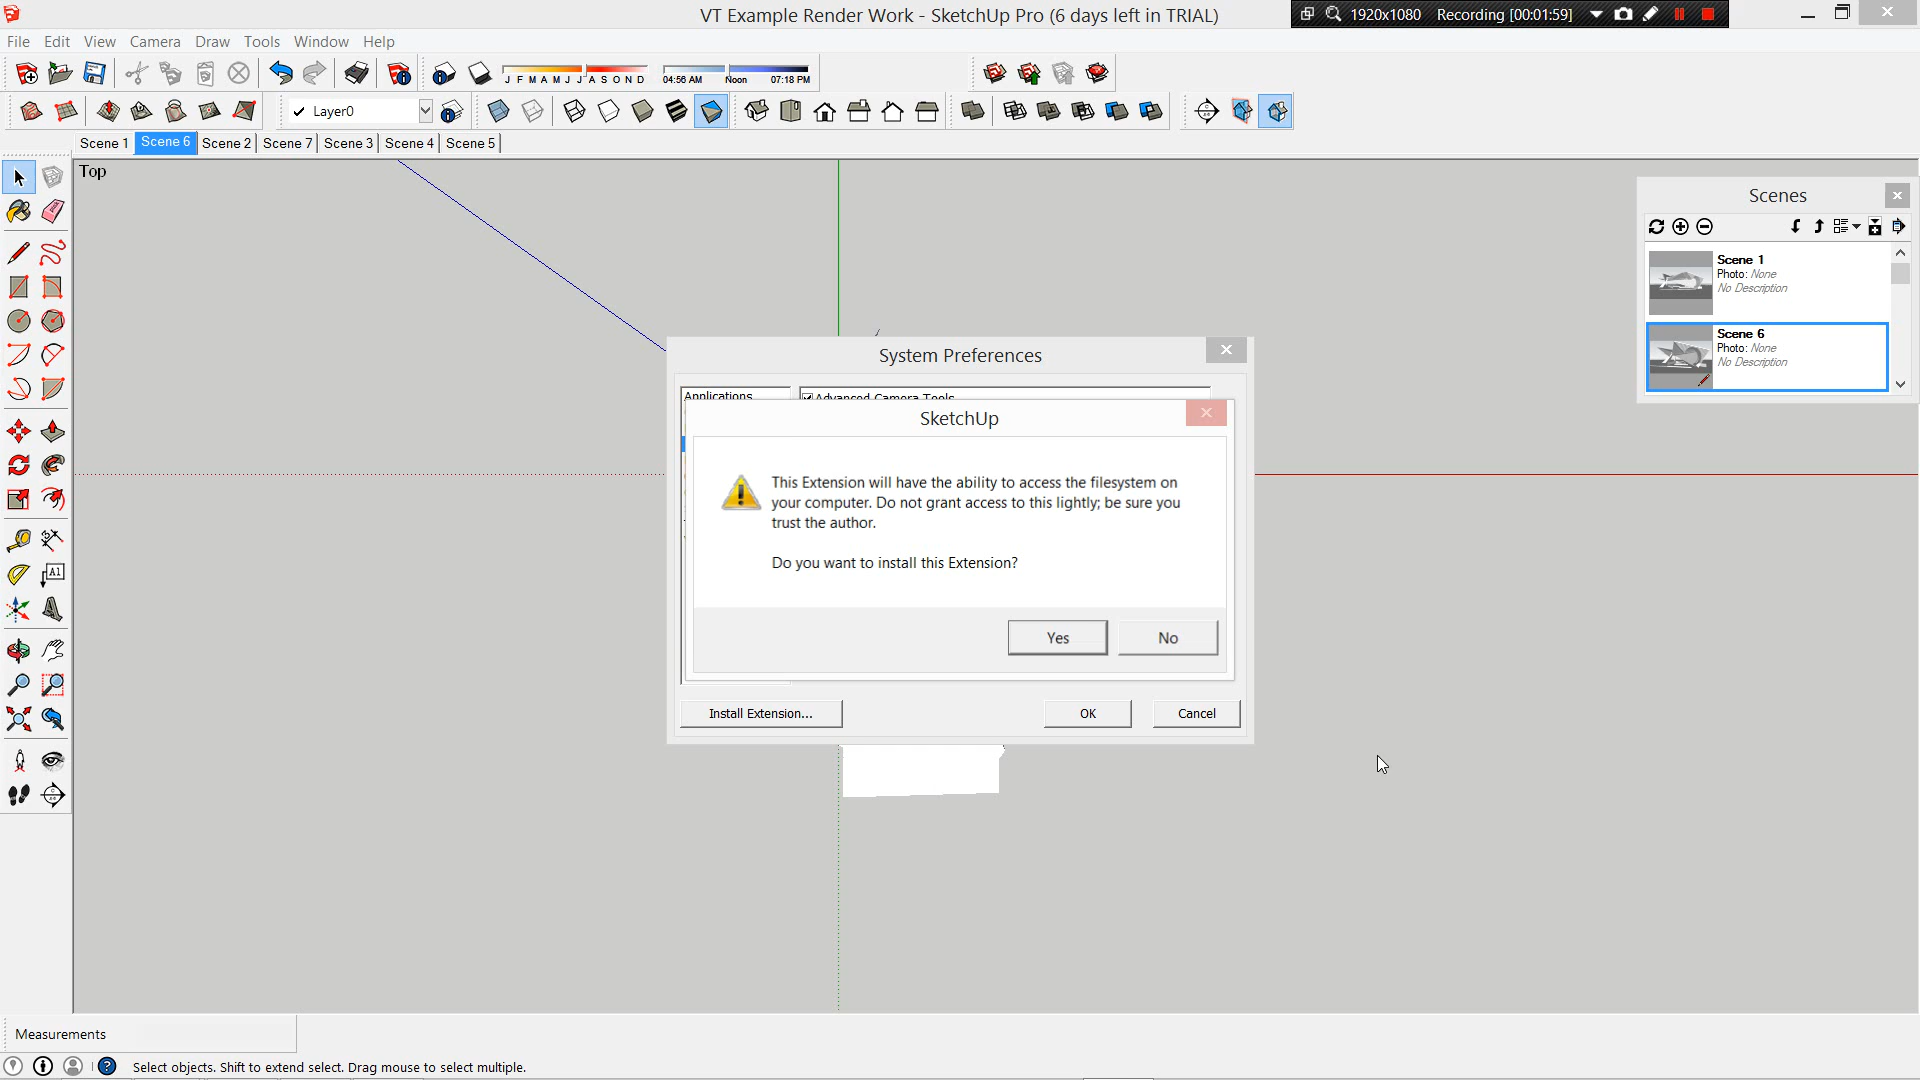 VT Example Render Work - SketchUp Pro (6 days left in TRIAL)
1920x1080 Recording [00:01:59]
File Edit View Camera Draw Tools Window Help
J F M A M J J A S O N D
04:56 AM Noon 07:18 PM
Layer0
Scene 1 Scene 6 Scene 2 Scene 7 Scene 3 Scene 4 Scene 5
Top
Scenes
Scene 1
Photo: None
No Description
Scene 6
Photo: None
No Description
System Preferences
Applications
Advanced Camera Tools
SketchUp
This Extension will have the ability to access the filesystem on
your computer. Do not grant access to this lightly; be sure you
trust the author.
Do you want to install this Extension?
Yes No
Install Extension... OK Cancel
A1
Measurements
Select objects. Shift to extend select. Drag mouse to select multiple.